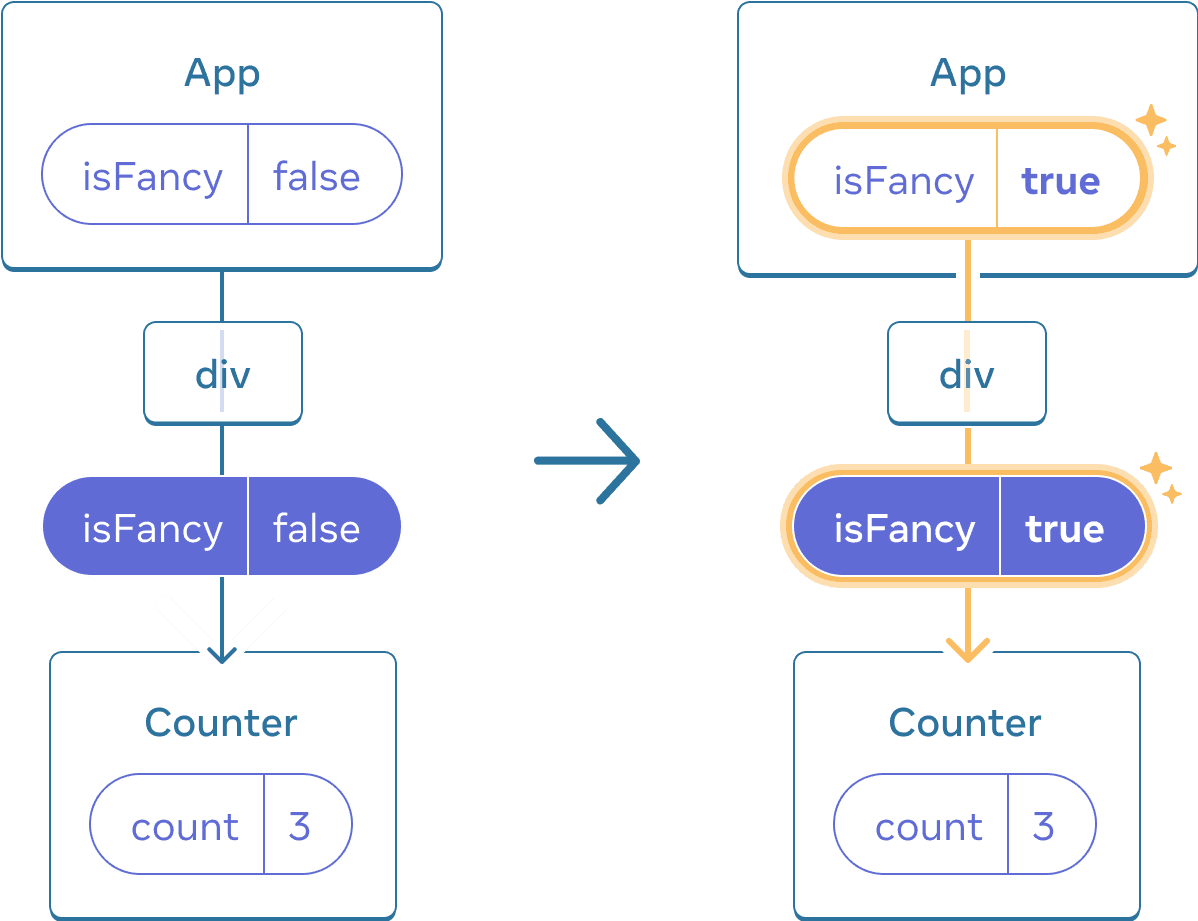 App
isFancy false
div
isFancy false
Counter
count 3
App
isFancy true
div
isFancy true
Counter
count 3